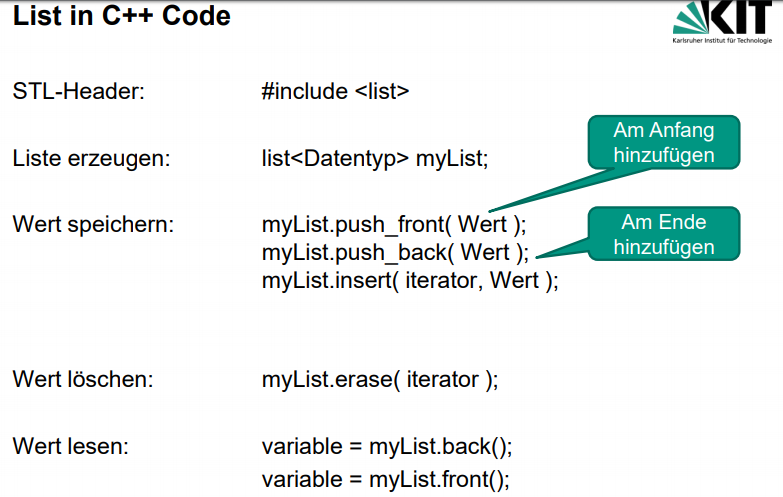 List in C++ Code
KIT
Karlsruher Institut für Technologie
STL-Header: #include <list>
Am Anfang
hinzufügen
Liste erzeugen: list<Datentyp> myList;
Wert speichern: myList.push_front( Wert );
Am Ende
hinzufügen
myList.push_back( Wert );
myList.insert( iterator, Wert );
Wert löschen: myList.erase( iterator );
Wert lesen: variable = myList.back();
variable = myList.front();